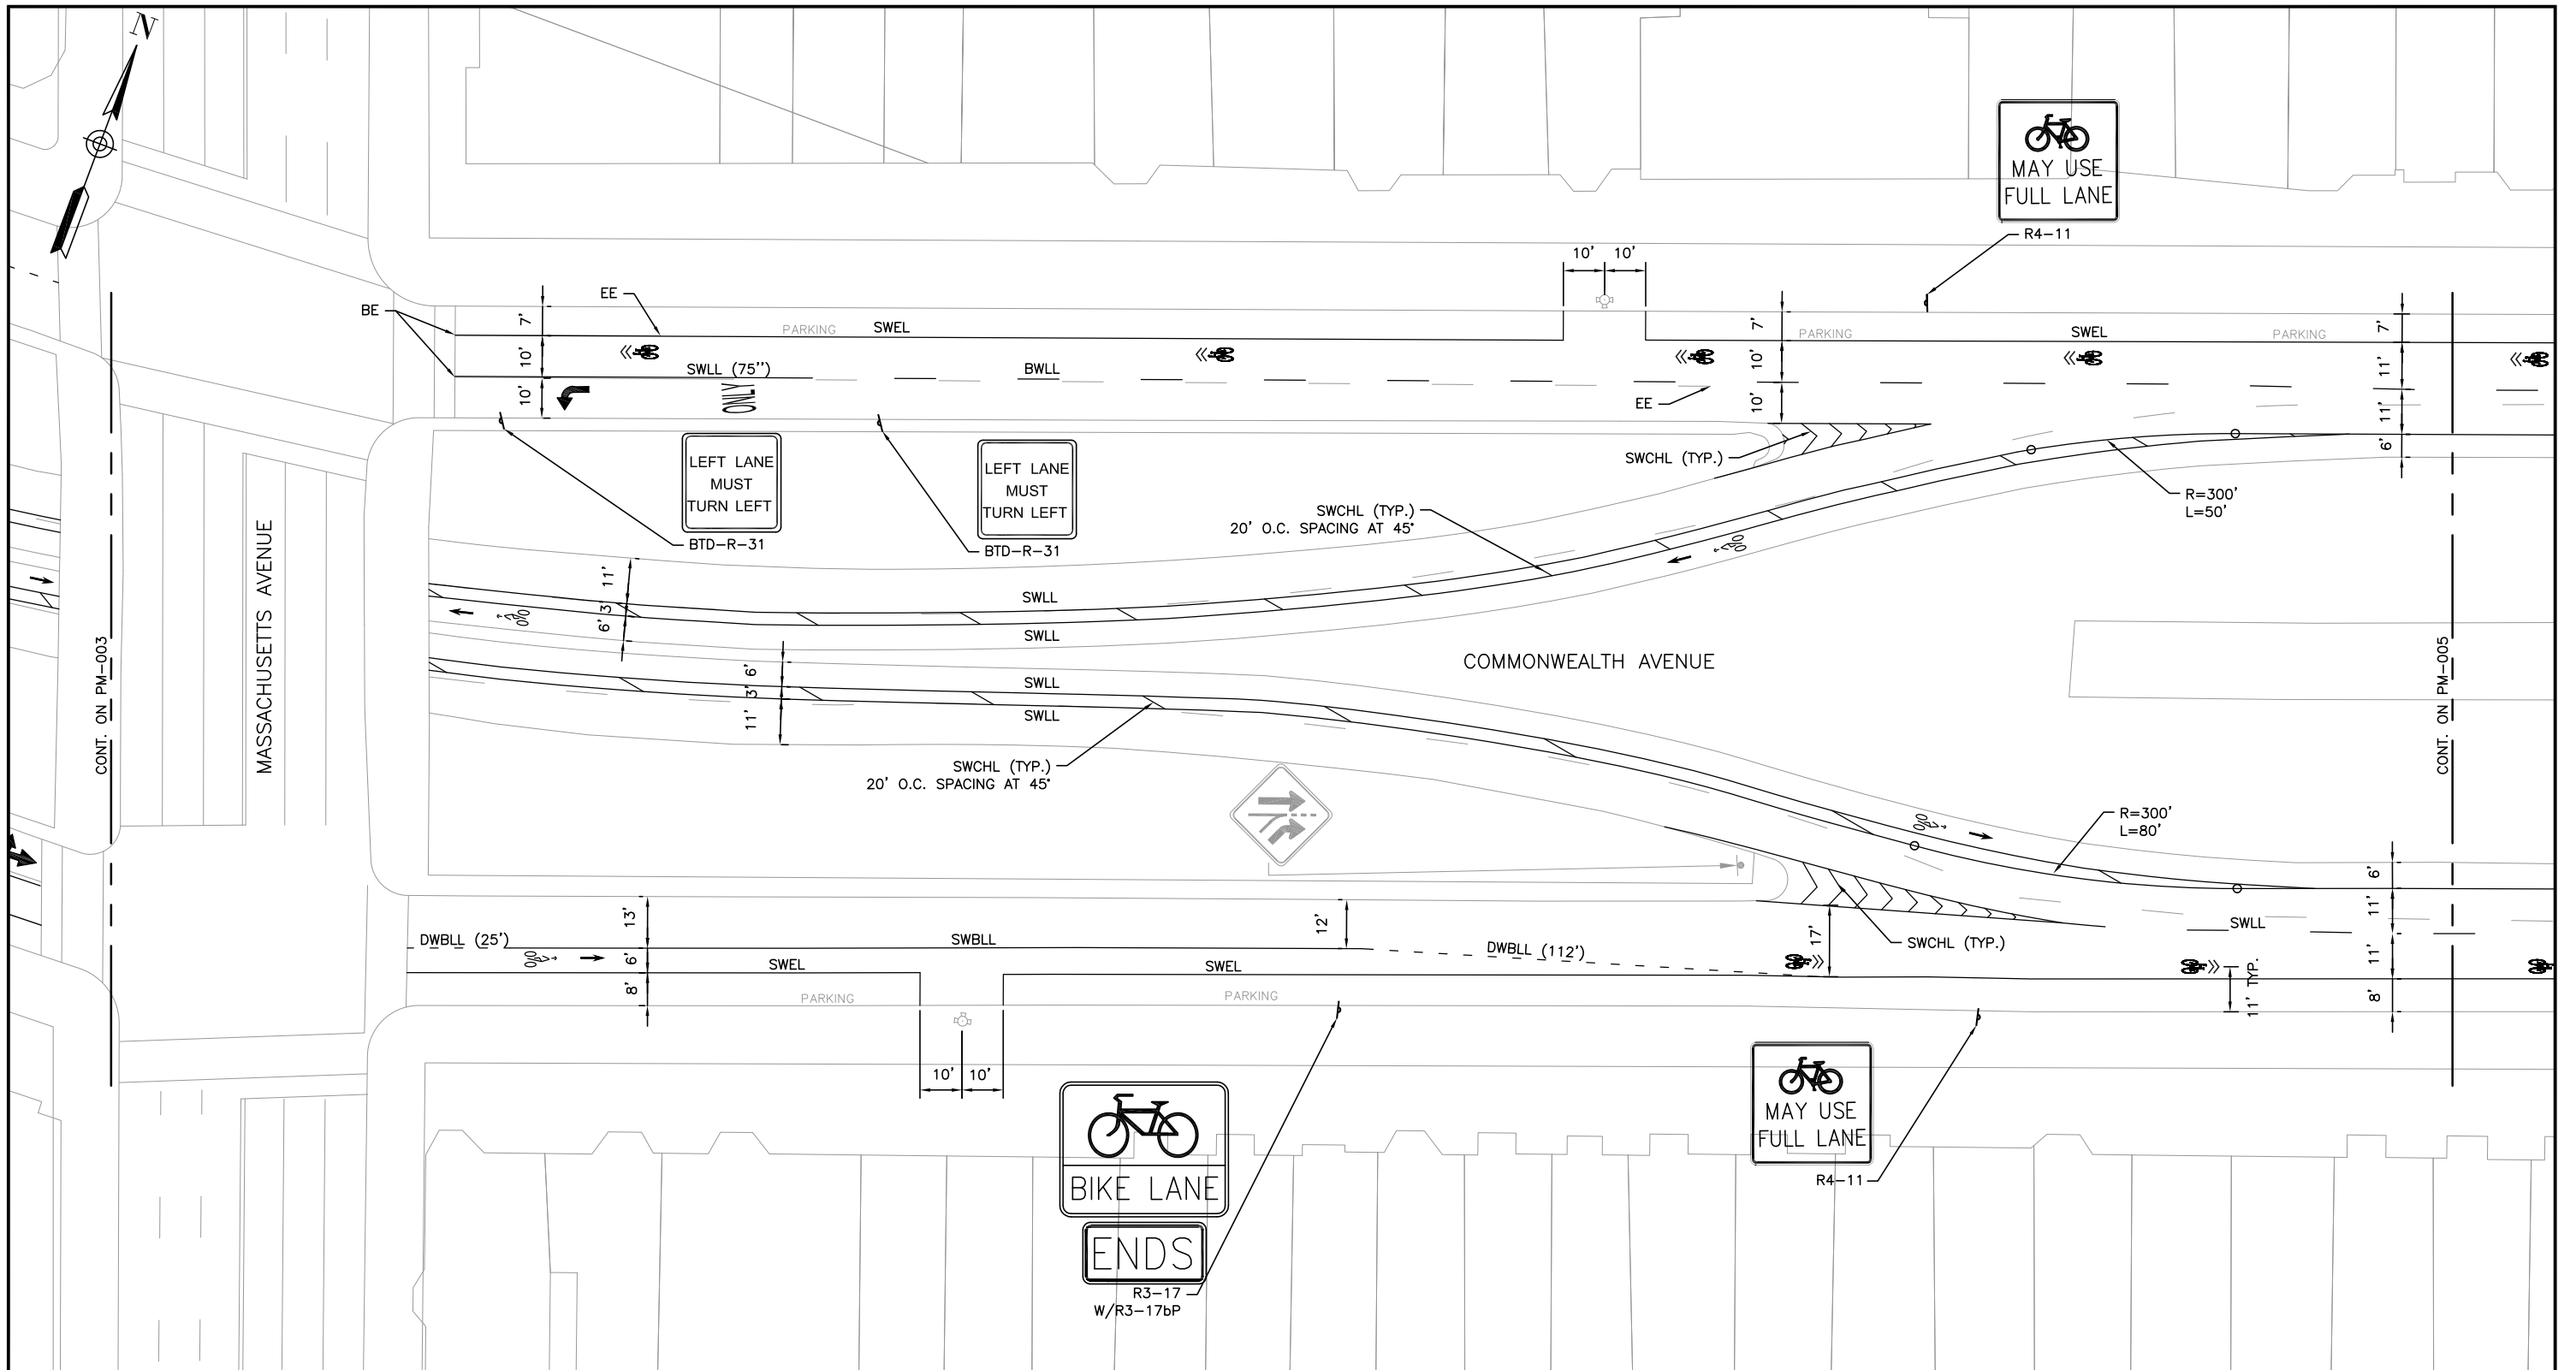 N
MAY USE
FULL LANE
R4-11
10' 10'
EE
BE
7'
PARKING
SWEL
7'
PARKING
SWEL
PARKING
7'
10'
SWLL (75'')
BWLL
10'
11'
10'
ONLY
EE
10'
11'
SWCHL (TYP.)
6'
LEFT LANE
MUST
TURN LEFT
LEFT LANE
MUST
TURN LEFT
BTD-R-31
BTD-R-31
R=300'
L=50'
SWCHL (TYP.)
20' O.C. SPACING AT 45°
MASSACHUSETTS AVENUE
CONT. ON PM-003
11'
3'
6'
SWLL
SWLL
COMMONWEALTH AVENUE
CONT. ON PM-005
6'
3'
11'
SWLL
SWLL
SWCHL (TYP.)
20' O.C. SPACING AT 45°
R=300'
L=80'
6'
11'
SWLL
11'
8'
13'
DWBLL (25')
SWBLL
12'
DWBLL (112')
17'
SWCHL (TYP.)
6'
SWEL
SWEL
11' TYP.
8'
PARKING
PARKING
10' 10'
BIKE LANE
ENDS
R3-17
W/R3-17bP
MAY USE
FULL LANE
R4-11